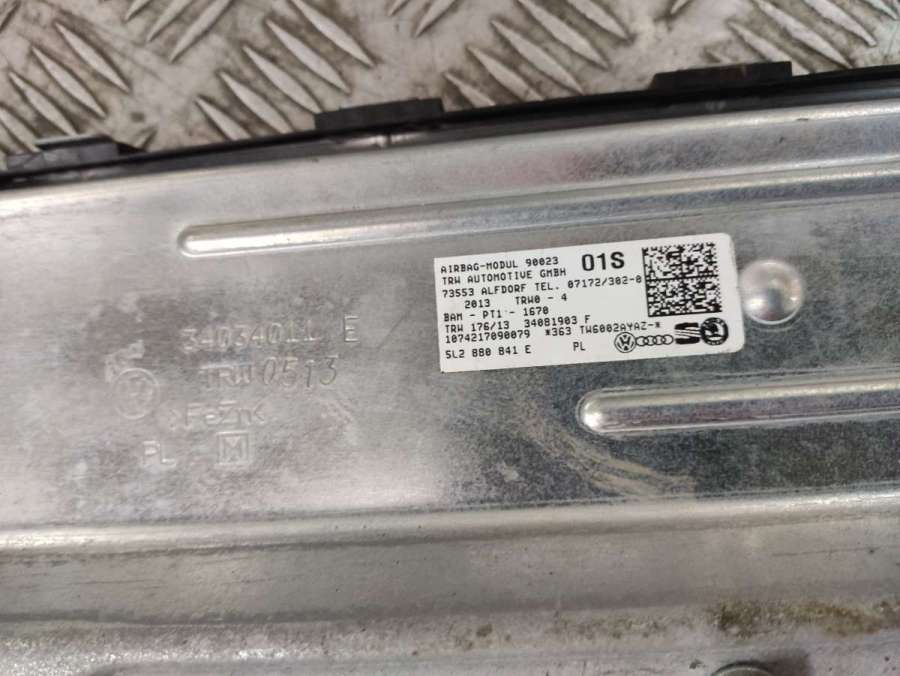 AIRBAG-MODUL 90023 01S
TRW AUTOMOTIVE GMBH
73553 ALFDORF TEL. 07172/302-0
2013 TRW0 - 4
BAM - PT1 - 1670
TRW 176/13 34081903 F
1074217090079 *363 TW6002AYAZ-*
5L2 880 841 E PL
E
TRW 0513
>FeZn<
PL M